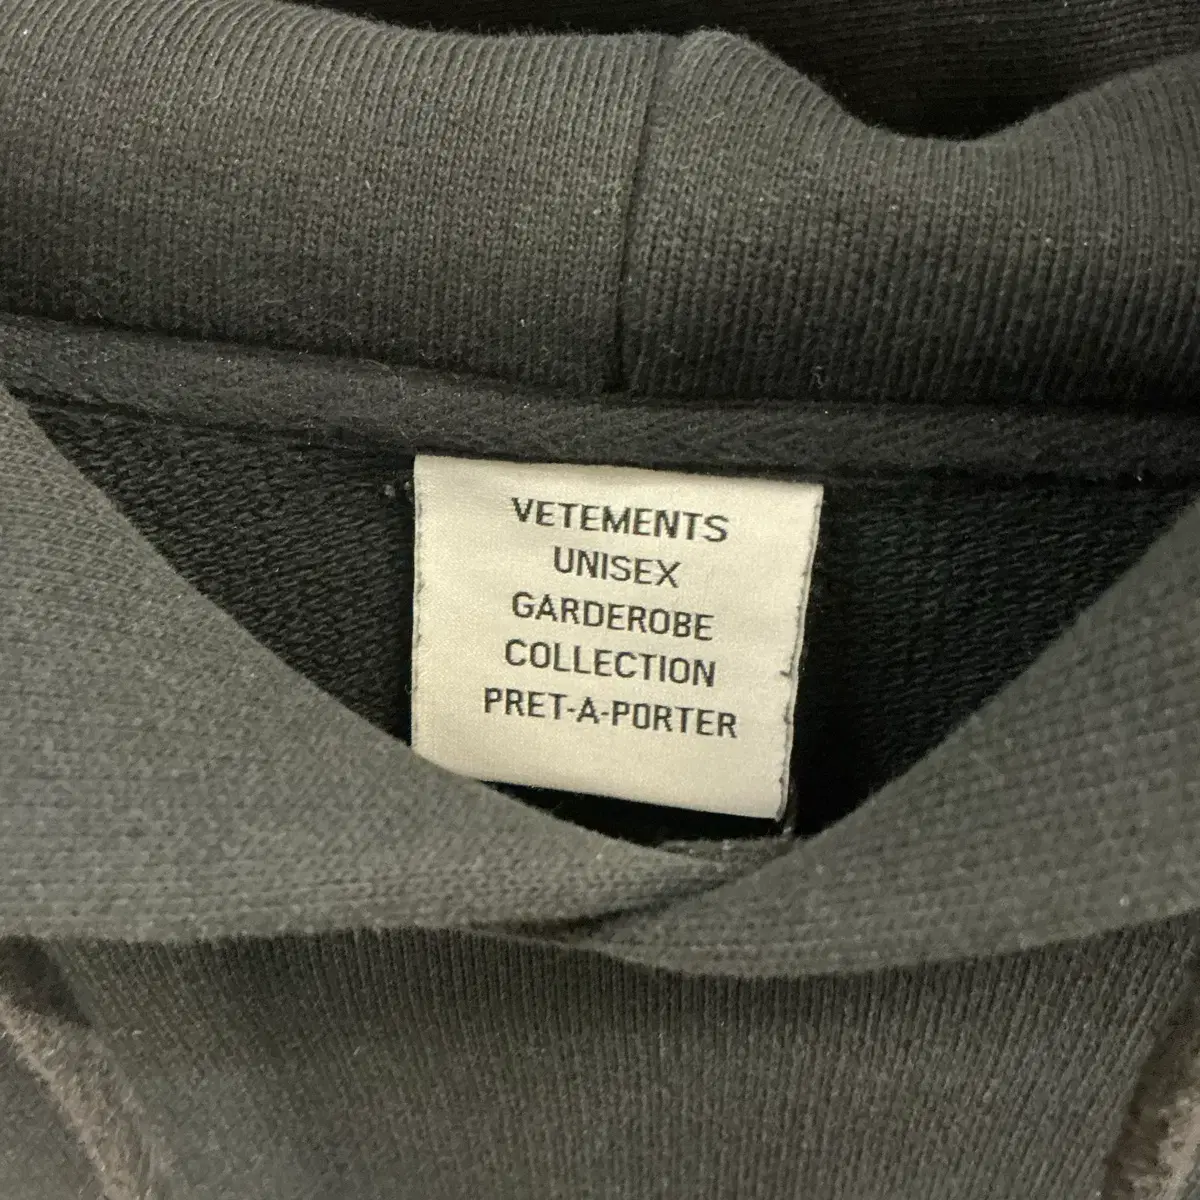 VETEMENTS
UNISEX
GARDEROBE
COLLECTION
PRET-A-PORTER